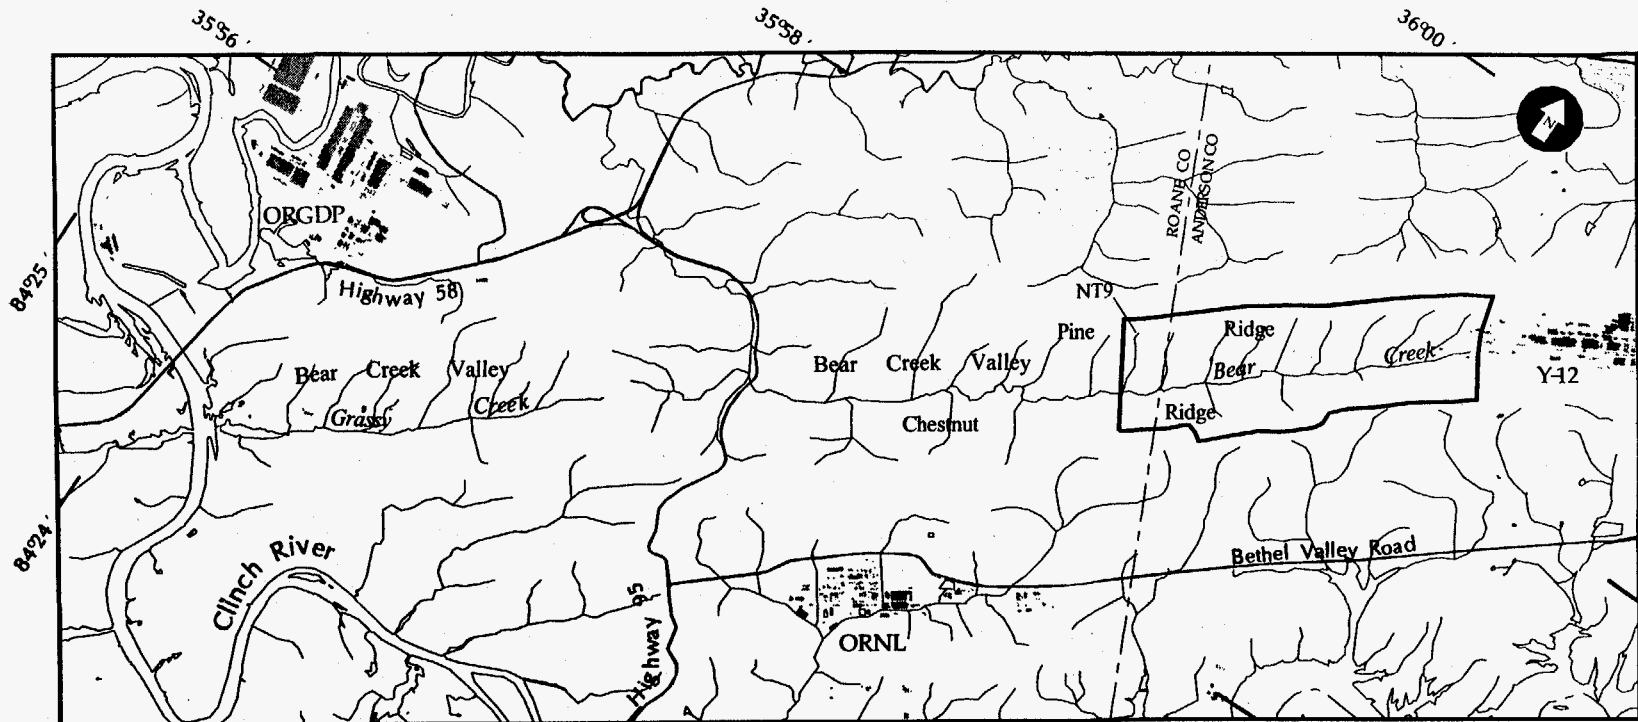 35°56'
35°58'
36°00'
N
ROANE CO
ANDERSON CO
ORGDP
84°25'
Highway 58
NT9
Pine
Ridge
Bear Creek Valley
Bear Creek Valley
Bear
Creek
Y-12
Grassy
Creek
Chestnut
Ridge
84°24'
Clinch River
Bethel Valley Road
Highway 95
ORNL